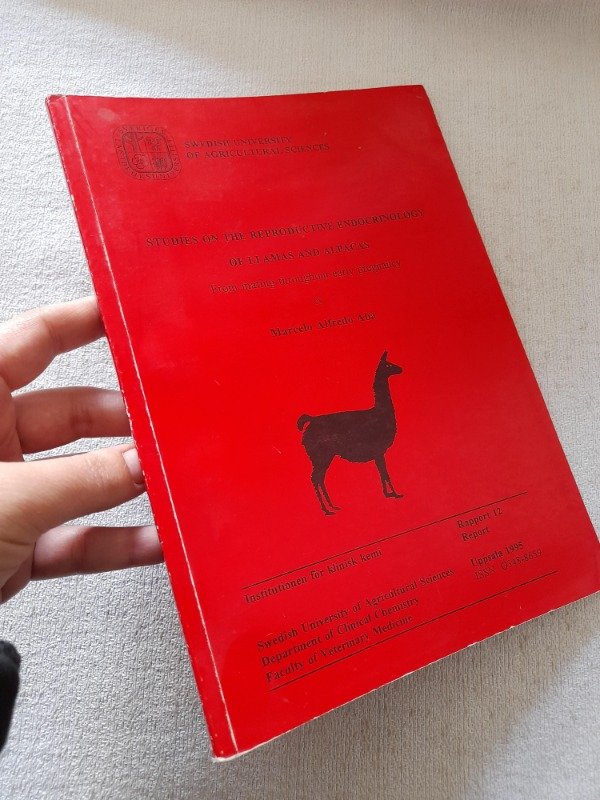 SWEDISH UNIVERSITY
OF AGRICULTURAL SCIENCES
STUDIES ON THE REPRODUCTIVE ENDOCRINOLOGY
OF LLAMAS AND ALPACAS
From mating throughout early pregnancy
Marcelo Alfredo Aba
Institutionen för klinisk kemi
Rapport 12
Report
Swedish University of Agricultural Sciences
Department of Clinical Chemistry
Faculty of Veterinary Medicine
Uppsala 1995
ISSN